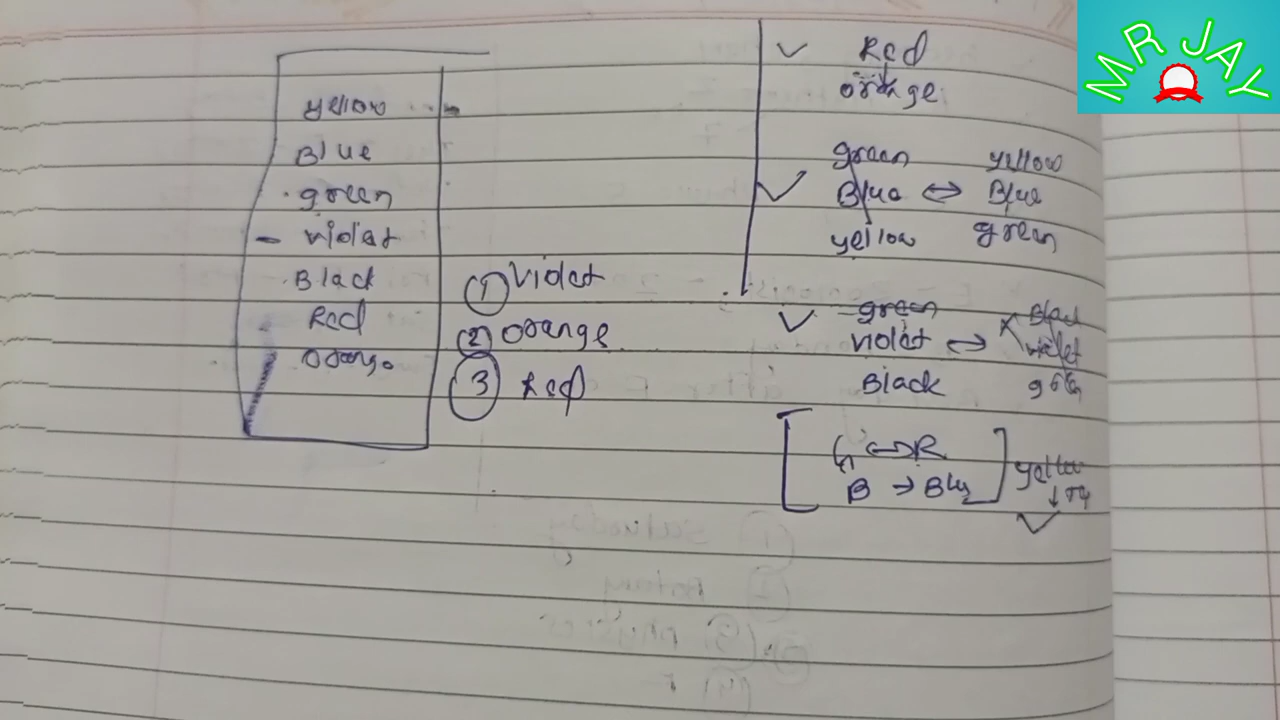 yellow
Blue
green
violet
Black
Red
orange
① violet
② orange
③ Red
Red
orange
green yellow
Blue ↔ Blue
yellow green
green Black
violet ↔ violet
Black green
G ↔ R
B → Blue
yellow
MR JAY